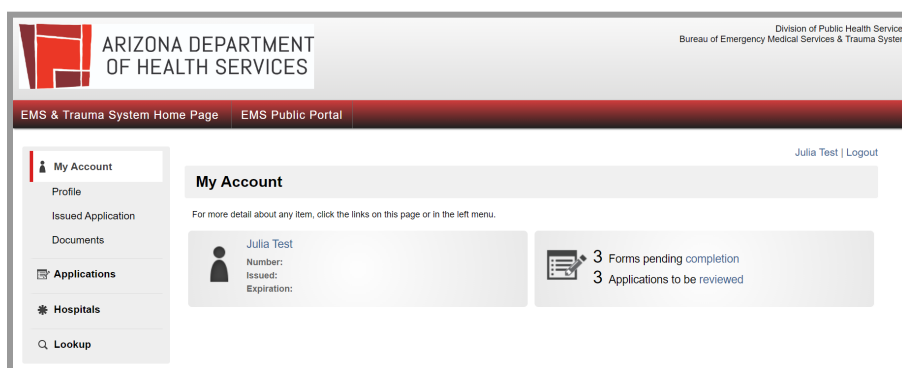 ARIZONA DEPARTMENT
OF HEALTH SERVICES
Division of Public Health Service
Bureau of Emergency Medical Services & Trauma System
EMS & Trauma System Home Page
EMS Public Portal
Julia Test | Logout
My Account
Profile
Issued Application
Documents
Applications
Hospitals
Lookup
My Account
For more detail about any item, click the links on this page or in the left menu.
Julia Test
Number:
Issued:
Expiration:
3 Forms pending completion
3 Applications to be reviewed